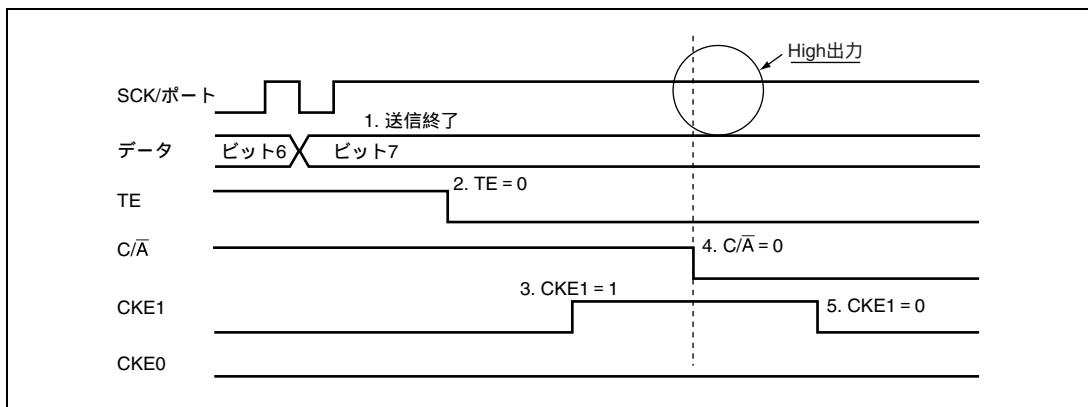 High出力
SCK/ポート
1. 送信終了
データ
ビット6
ビット7
2. TE = 0
TE
C/A̅
4. C/A̅ = 0
3. CKE1 = 1
CKE1
5. CKE1 = 0
CKE0